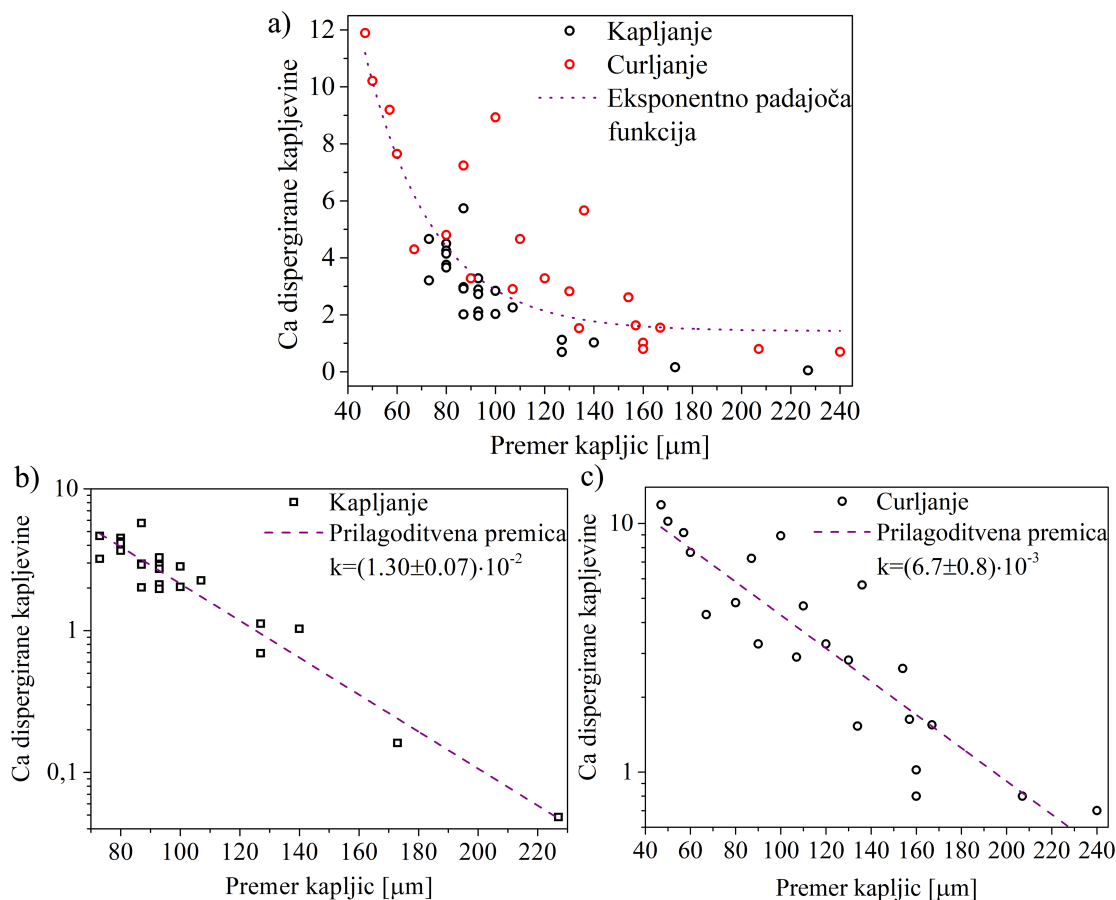 a)
Ca dispergirane kapljevine
12
10
8
6
4
2
0
Kapljanje
Curljanje
Eksponentno padajoča
funkcija
40 60 80 100 120 140 160 180 200 220 240
Premer kapljic [μm]
b)
Ca dispergirane kapljevine
10
1
0,1
Kapljanje
Prilagoditvena premica
k=(1.30±0.07)·10⁻²
80 100 120 140 160 180 200 220
Premer kapljic [μm]
c)
Ca dispergirane kapljevine
10
1
Curljanje
Prilagoditvena premica
k=(6.7±0.8)·10⁻³
40 60 80 100 120 140 160 180 200 220 240
Premer kapljic [μm]